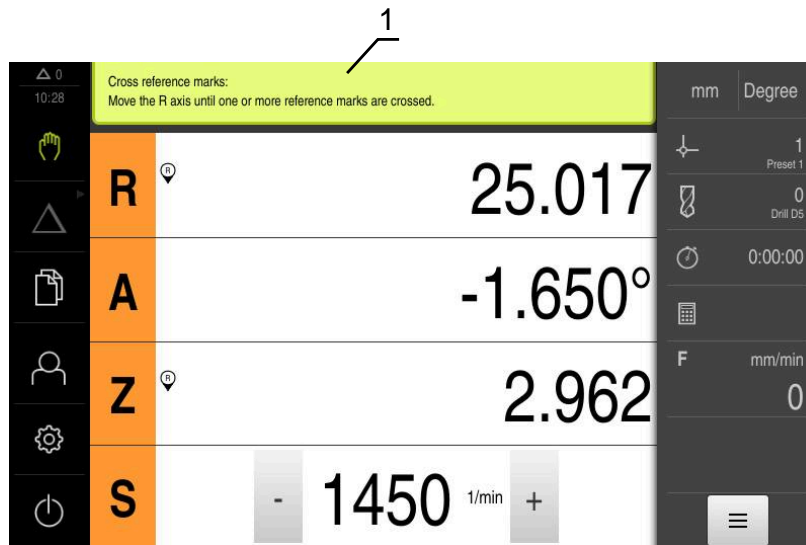 1
0
10:28
Cross reference marks:
Move the R axis until one or more reference marks are crossed.
mm Degree
R R 25.017
A -1.650°
Z R 2.962
S - 1450 1/min +
1
Preset 1
0
Drill D5
0:00:00
F mm/min
0